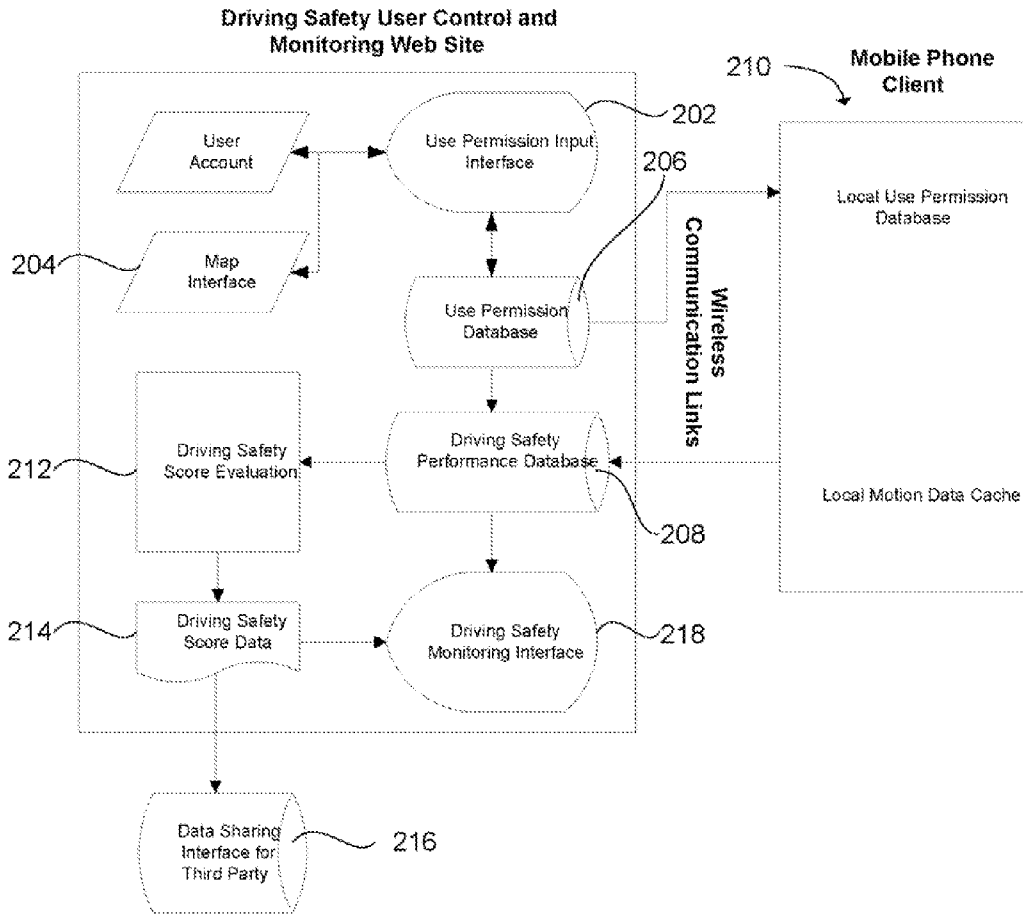 Driving Safety User Control and
Monitoring Web Site
210
Mobile Phone
Client
User
Account
Use Permission Input
Interface
202
206
Local Use Permission
Database
204
Map
Interface
Use Permission
Database
Wireless
Communication Links
212
Driving Safety
Score Evaluation
Driving Safety
Performance Database
208
Local Motion Data Cache
214
Driving Safety
Score Data
Driving Safety
Monitoring Interface
218
Data Sharing
Interface for
Third Party
216